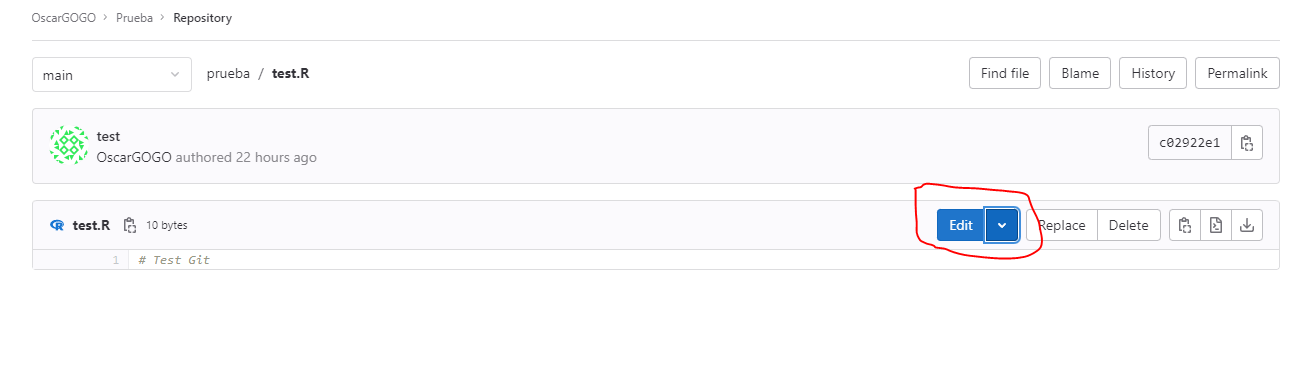 OscarGOGO > Prueba > Repository
main
prueba / test.R
Find file
Blame
History
Permalink
test
OscarGOGO authored 22 hours ago
c02922e1
test.R
10 bytes
Edit
Replace
Delete
1 # Test Git